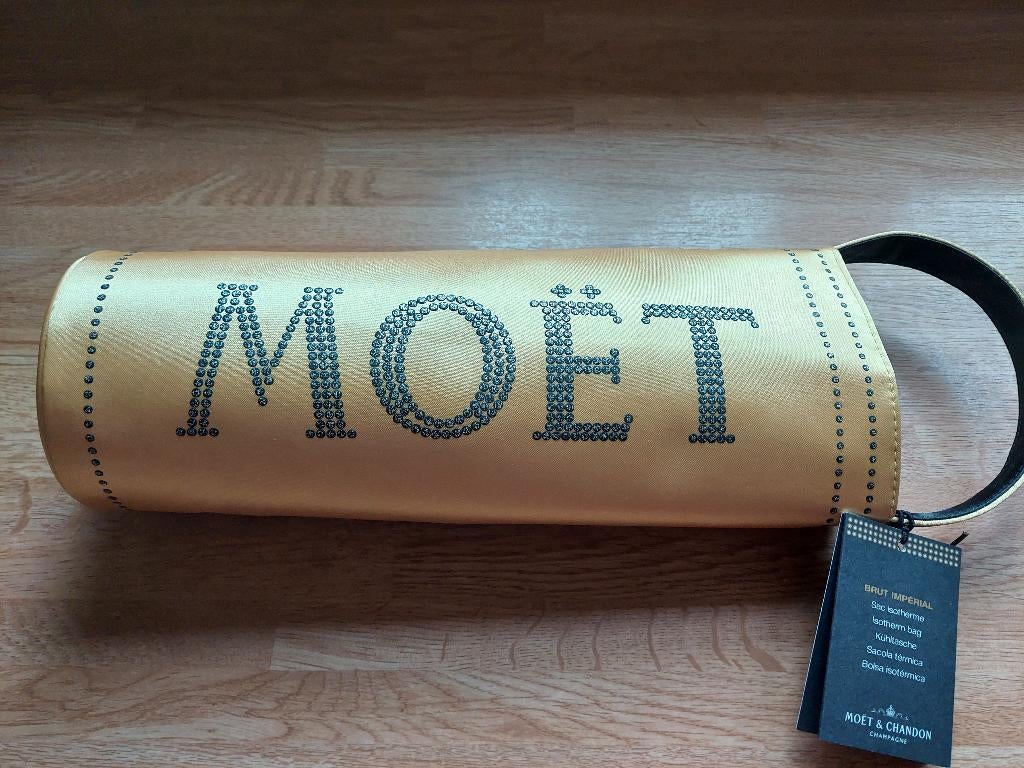 MOËT
BRUT IMPÉRIAL
Sac isotherme
Isotherm bag
Kühltasche
Sacola térmica
Bolsa isotérmica
MOËT & CHANDON
CHAMPAGNE